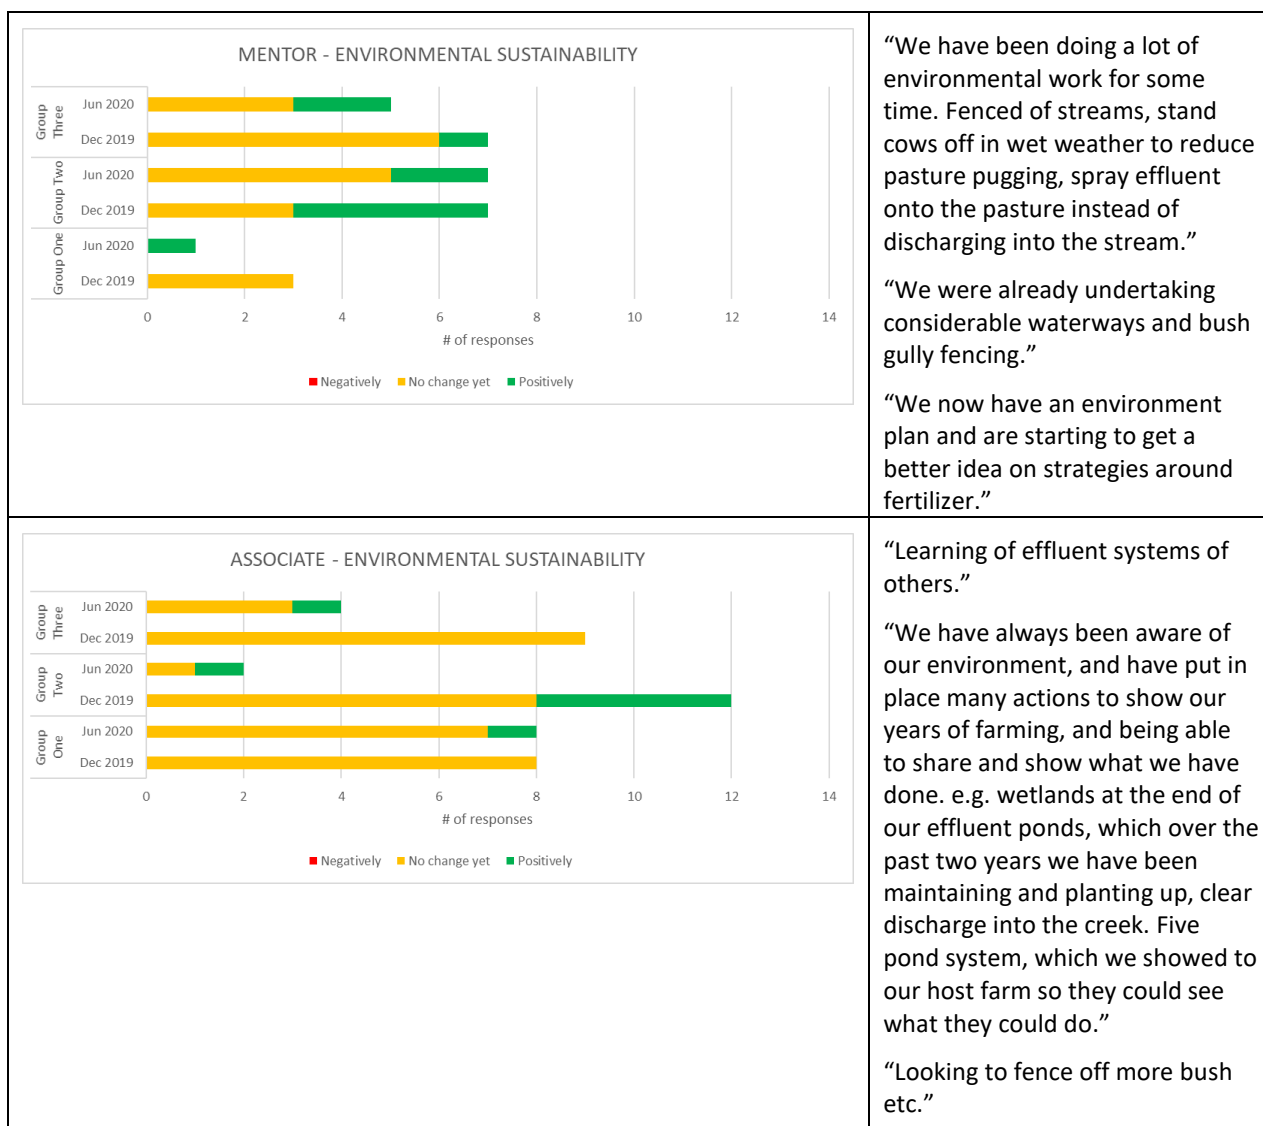 MENTOR - ENVIRONMENTAL SUSTAINABILITY
Group Three
Jun 2020
Dec 2019
Group Two
Jun 2020
Dec 2019
Group One
Jun 2020
Dec 2019
0 2 4 6 8 10 12 14
# of responses
Negatively No change yet Positively
“We have been doing a lot of
environmental work for some
time. Fenced of streams, stand
cows off in wet weather to reduce
pasture pugging, spray effluent
onto the pasture instead of
discharging into the stream.”
“We were already undertaking
considerable waterways and bush
gully fencing.”
“We now have an environment
plan and are starting to get a
better idea on strategies around
fertilizer.”
ASSOCIATE - ENVIRONMENTAL SUSTAINABILITY
Group
Three
Jun 2020
Dec 2019
Group
Two
Jun 2020
Dec 2019
Group
One
Jun 2020
Dec 2019
0 2 4 6 8 10 12 14
# of responses
Negatively No change yet Positively
“Learning of effluent systems of
others.”
“We have always been aware of
our environment, and have put in
place many actions to show our
years of farming, and being able
to share and show what we have
done. e.g. wetlands at the end of
our effluent ponds, which over the
past two years we have been
maintaining and planting up, clear
discharge into the creek. Five
pond system, which we showed to
our host farm so they could see
what they could do.”
“Looking to fence off more bush
etc.”